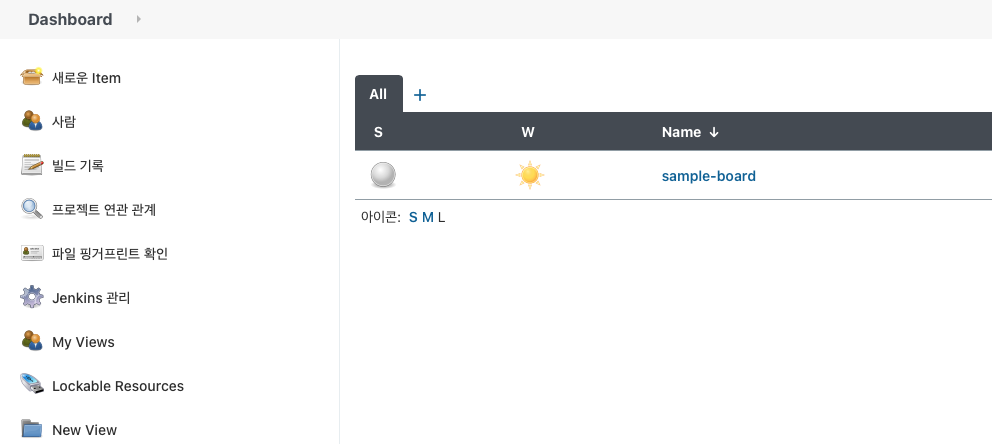 Dashboard
새로운 Item
사람
빌드 기록
프로젝트 연관 관계
파일 핑거프린트 확인
Jenkins 관리
My Views
Lockable Resources
New View
All +
S W Name ↓
sample-board
아이콘: S M L